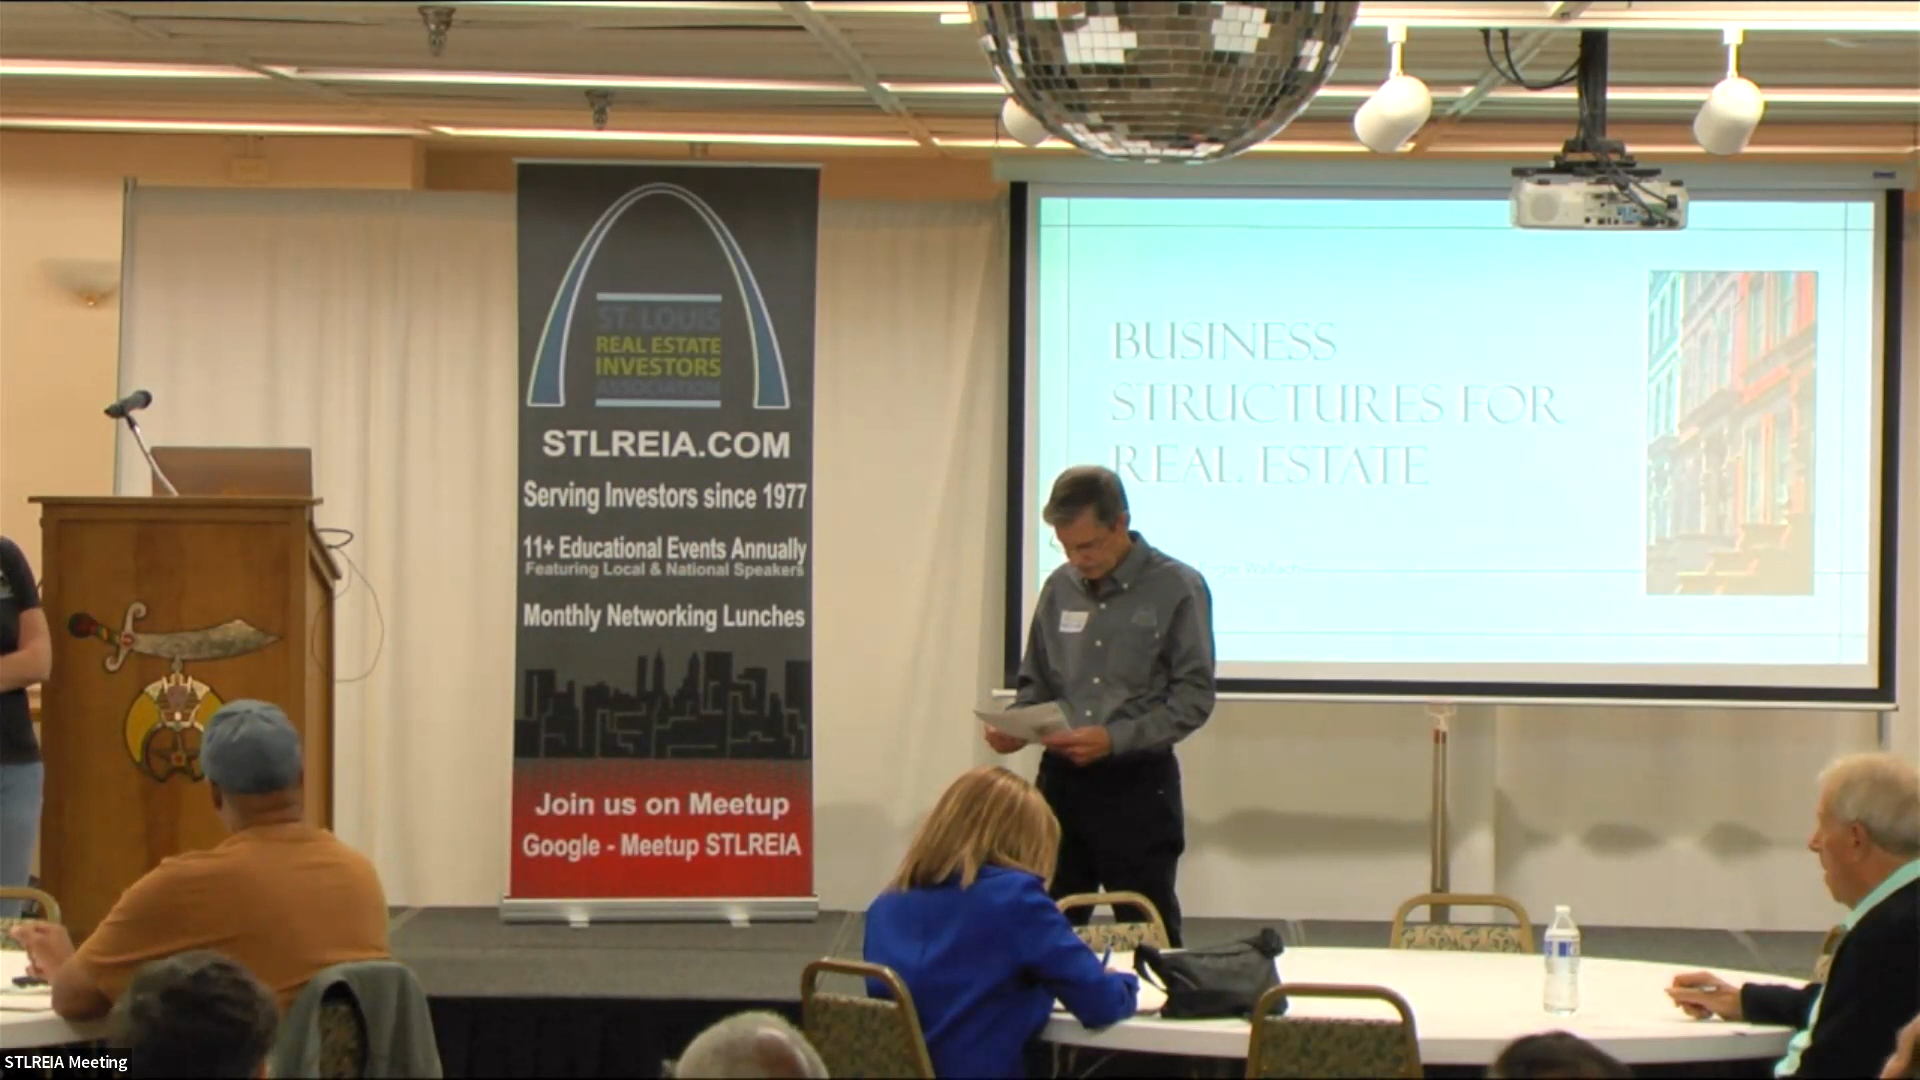 ST. LOUIS
REAL ESTATE
INVESTORS
ASSOCIATION
STLREIA.COM
Serving Investors since 1977
11+ Educational Events Annually
Featuring Local & National Speakers
Monthly Networking Lunches
Join us on Meetup
Google - Meetup STLREIA
BUSINESS
STRUCTURES FOR
REAL ESTATE
STLREIA Meeting